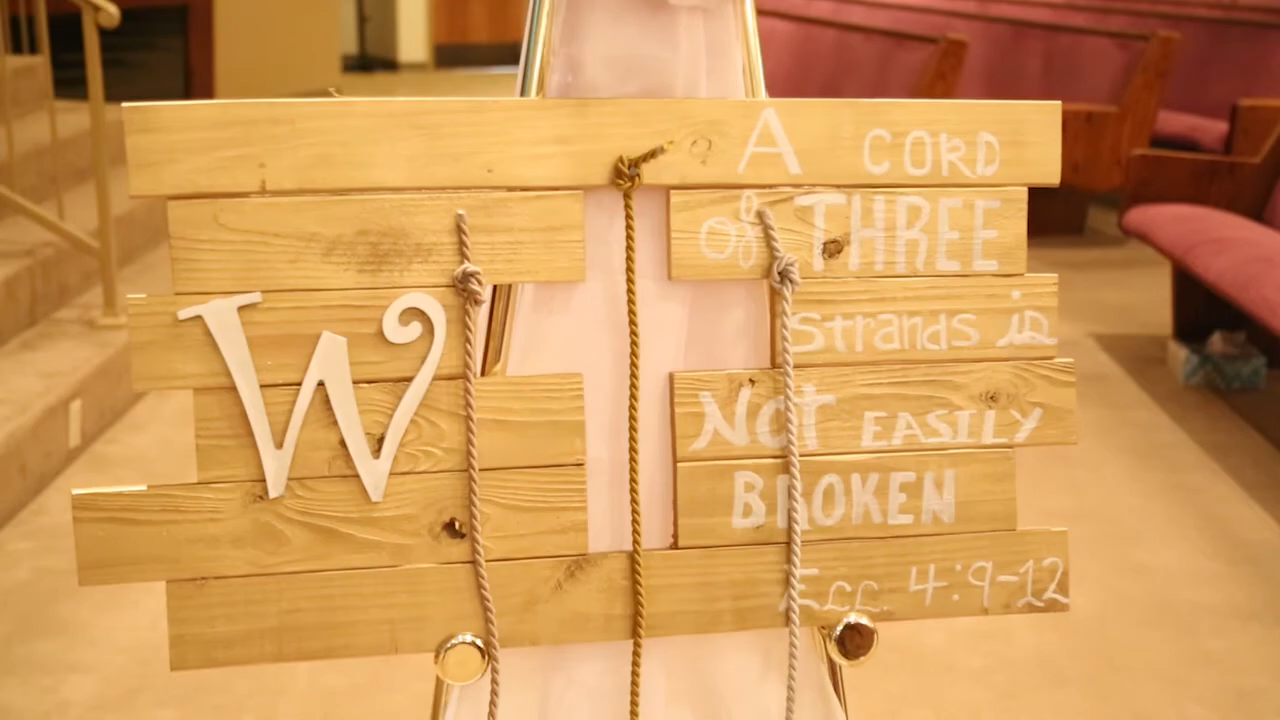 W
A CORD
of THREE
Strands is
Not EASILY
BROKEN
Ecc. 4:9-12